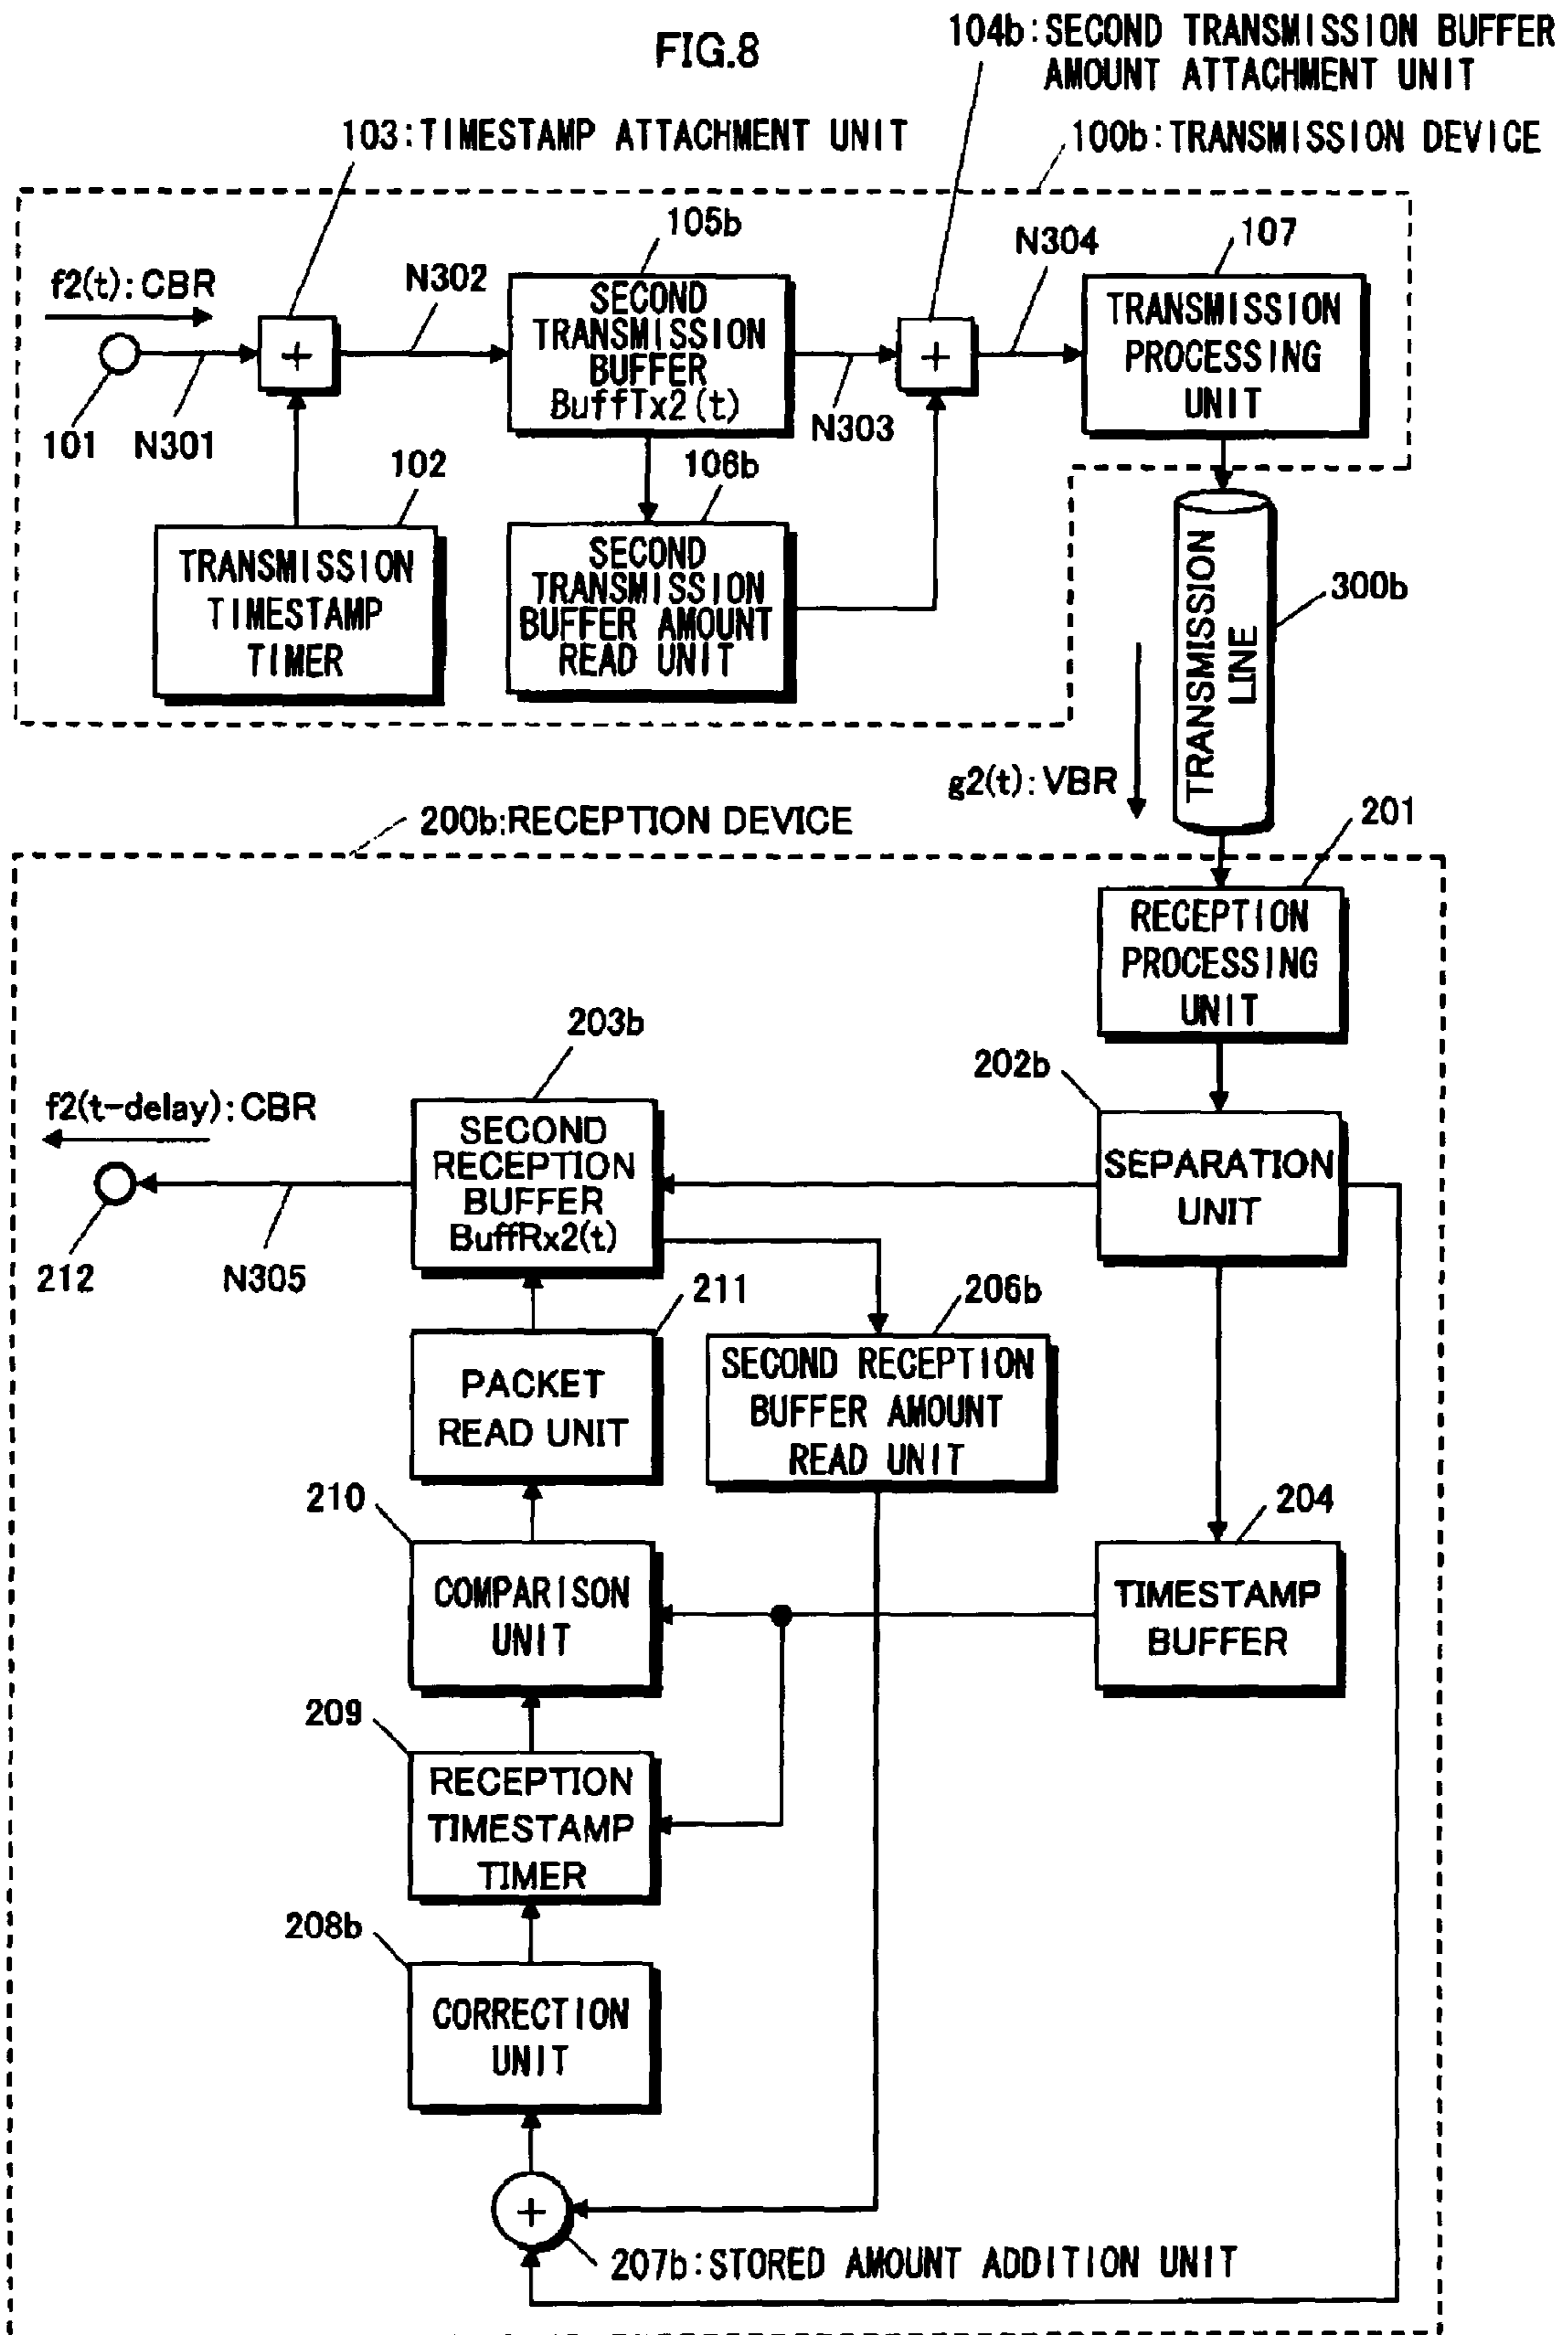 FIG.8
104b:SECOND TRANSMISSION BUFFER
AMOUNT ATTACHMENT UNIT
103:TIMESTAMP ATTACHMENT UNIT
100b:TRANSMISSION DEVICE
105b
N304
107
f2(t):CBR
N302
SECOND
TRANSMISSION
BUFFER
BuffTx2(t)
TRANSMISSION
PROCESSING
UNIT
+
+
101
N301
N303
102
106b
TRANSMISSION
TIMESTAMP
TIMER
SECOND
TRANSMISSION
BUFFER AMOUNT
READ UNIT
TRANSMISSION
LINE
300b
g2(t):VBR
200b:RECEPTION DEVICE
201
RECEPTION
PROCESSING
UNIT
203b
202b
f2(t-delay):CBR
SECOND
RECEPTION
BUFFER
BuffRx2(t)
SEPARATION
UNIT
212
N305
211
206b
PACKET
READ UNIT
SECOND RECEPTION
BUFFER AMOUNT
READ UNIT
210
204
COMPARISON
UNIT
TIMESTAMP
BUFFER
209
RECEPTION
TIMESTAMP
TIMER
208b
CORRECTION
UNIT
+
207b:STORED AMOUNT ADDITION UNIT